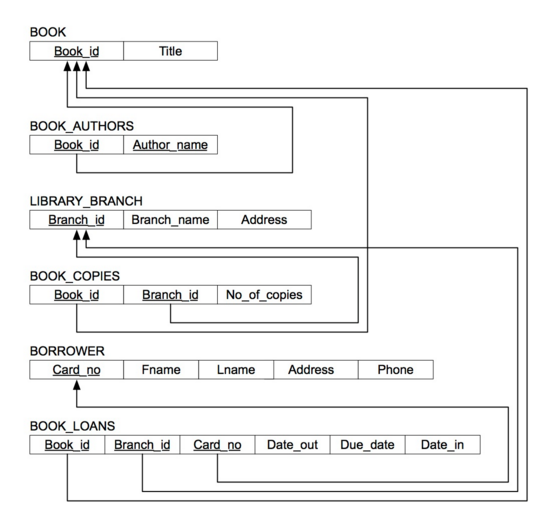 BOOK
Book_id Title
BOOK_AUTHORS
Book_id Author_name
LIBRARY_BRANCH
Branch_id Branch_name Address
BOOK_COPIES
Book_id Branch_id No_of_copies
BORROWER
Card_no Fname Lname Address Phone
BOOK_LOANS
Book_id Branch_id Card_no Date_out Due_date Date_in